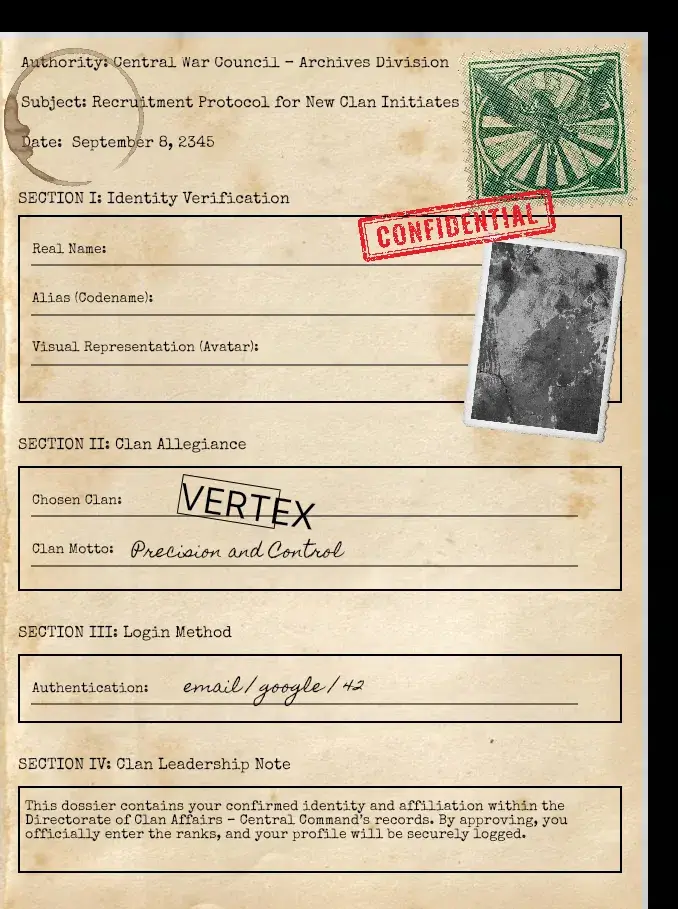 Authority: Central War Council - Archives Division
Subject: Recruitment Protocol for New Clan Initiates
Date: September 8, 2345
SECTION I: Identity Verification
CONFIDENTIAL
Real Name:
Alias (Codename):
Visual Representation (Avatar):
SECTION II: Clan Allegiance
Chosen Clan: VERTEX
Clan Motto: Precision and Control
SECTION III: Login Method
Authentication: email/google/42
SECTION IV: Clan Leadership Note
This dossier contains your confirmed identity and affiliation within the
Directorate of Clan Affairs - Central Command's records. By approving, you
officially enter the ranks, and your profile will be securely logged.